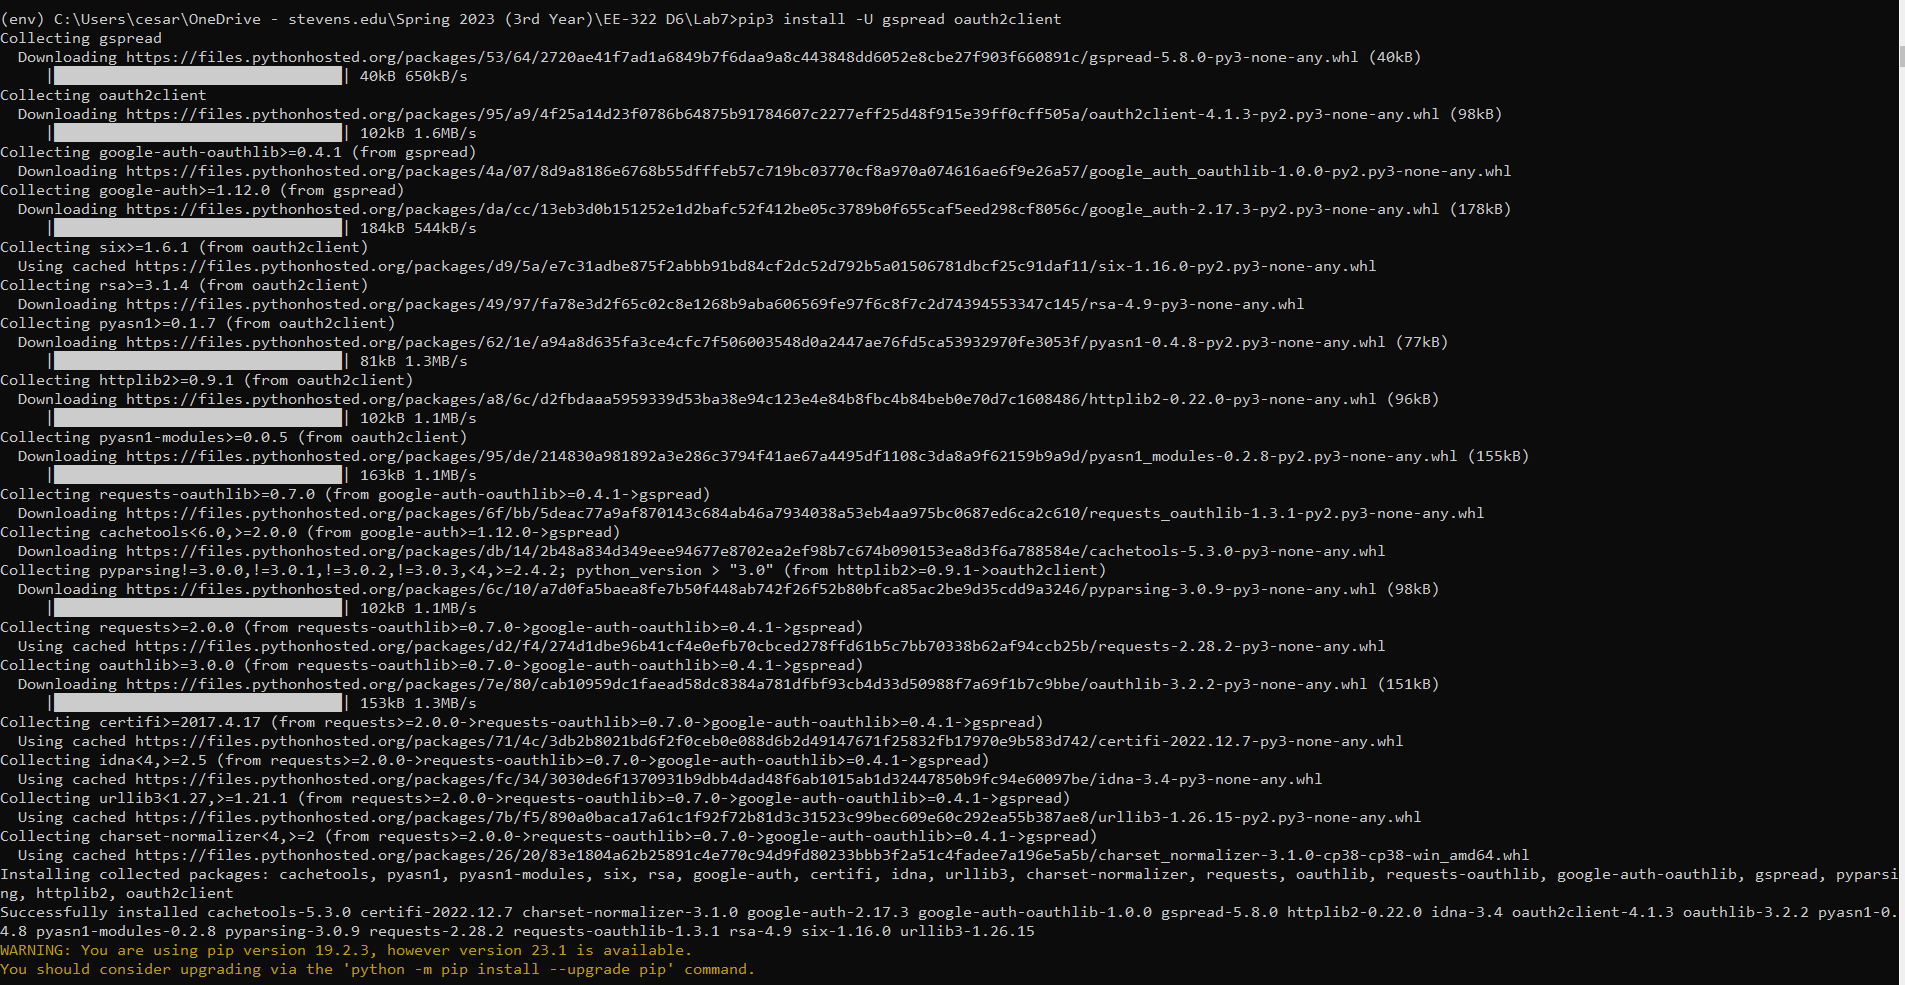 (env) C:\Users\cesar\OneDrive - stevens.edu\Spring 2023 (3rd Year)\EE-322 D6\Lab7>pip3 install -U gspread oauth2client
Collecting gspread
  Downloading https://files.pythonhosted.org/packages/53/64/2720ae41f7ad1a6849b7f6daa9a8c443848dd6052e8cbe27f903f660891c/gspread-5.8.0-py3-none-any.whl (40kB)
     |████████████████████████████████| 40kB 650kB/s
Collecting oauth2client
  Downloading https://files.pythonhosted.org/packages/95/a9/4f25a14d23f0786b64875b91784607c2277eff25d48f915e39ff0cff505a/oauth2client-4.1.3-py2.py3-none-any.whl (98kB)
     |████████████████████████████████| 102kB 1.6MB/s
Collecting google-auth-oauthlib>=0.4.1 (from gspread)
  Downloading https://files.pythonhosted.org/packages/4a/07/8d9a8186e6768b55dfffeb57c719bc03770cf8a970a074616ae6f9e26a57/google_auth_oauthlib-1.0.0-py2.py3-none-any.whl
Collecting google-auth>=1.12.0 (from gspread)
  Downloading https://files.pythonhosted.org/packages/da/cc/13eb3d0b151252e1d2bafc52f412be05c3789b0f655caf5eed298cf8056c/google_auth-2.17.3-py2.py3-none-any.whl (178kB)
     |████████████████████████████████| 184kB 544kB/s
Collecting six>=1.6.1 (from oauth2client)
  Using cached https://files.pythonhosted.org/packages/d9/5a/e7c31adbe875f2abbb91bd84cf2dc52d792b5a01506781dbcf25c91daf11/six-1.16.0-py2.py3-none-any.whl
Collecting rsa>=3.1.4 (from oauth2client)
  Downloading https://files.pythonhosted.org/packages/49/97/fa78e3d2f65c02c8e1268b9aba606569fe97f6c8f7c2d74394553347c145/rsa-4.9-py3-none-any.whl
Collecting pyasn1>=0.1.7 (from oauth2client)
  Downloading https://files.pythonhosted.org/packages/62/1e/a94a8d635fa3ce4cfc7f506003548d0a2447ae76fd5ca53932970fe3053f/pyasn1-0.4.8-py2.py3-none-any.whl (77kB)
     |████████████████████████████████| 81kB 1.3MB/s
Collecting httplib2>=0.9.1 (from oauth2client)
  Downloading https://files.pythonhosted.org/packages/a8/6c/d2fbdaaa5959339d53ba38e94c123e4e84b8fbc4b84beb0e70d7c1608486/httplib2-0.22.0-py3-none-any.whl (96kB)
     |████████████████████████████████| 102kB 1.1MB/s
Collecting pyasn1-modules>=0.0.5 (from oauth2client)
  Downloading https://files.pythonhosted.org/packages/95/de/214830a981892a3e286c3794f41ae67a4495df1108c3da8a9f62159b9a9d/pyasn1_modules-0.2.8-py2.py3-none-any.whl (155kB)
     |████████████████████████████████| 163kB 1.1MB/s
Collecting requests-oauthlib>=0.7.0 (from google-auth-oauthlib>=0.4.1->gspread)
  Downloading https://files.pythonhosted.org/packages/6f/bb/5deac77a9af870143c684ab46a7934038a53eb4aa975bc0687ed6ca2c610/requests_oauthlib-1.3.1-py2.py3-none-any.whl
Collecting cachetools<6.0,>=2.0.0 (from google-auth>=1.12.0->gspread)
  Downloading https://files.pythonhosted.org/packages/db/14/2b48a834d349eee94677e8702ea2ef98b7c674b090153ea8d3f6a788584e/cachetools-5.3.0-py3-none-any.whl
Collecting pyparsing!=3.0.0,!=3.0.1,!=3.0.2,!=3.0.3,<4,>=2.4.2; python_version > "3.0" (from httplib2>=0.9.1->oauth2client)
  Downloading https://files.pythonhosted.org/packages/6c/10/a7d0fa5baea8fe7b50f448ab742f26f52b80bfca85ac2be9d35cdd9a3246/pyparsing-3.0.9-py3-none-any.whl (98kB)
     |████████████████████████████████| 102kB 1.1MB/s
Collecting requests>=2.0.0 (from requests-oauthlib>=0.7.0->google-auth-oauthlib>=0.4.1->gspread)
  Using cached https://files.pythonhosted.org/packages/d2/f4/274d1dbe96b41cf4e0efb70cbced278ffd61b5c7bb70338b62af94ccb25b/requests-2.28.2-py3-none-any.whl
Collecting oauthlib>=3.0.0 (from requests-oauthlib>=0.7.0->google-auth-oauthlib>=0.4.1->gspread)
  Downloading https://files.pythonhosted.org/packages/7e/80/cab10959dc1faead58dc8384a781dfbf93cb4d33d50988f7a69f1b7c9bbe/oauthlib-3.2.2-py3-none-any.whl (151kB)
     |████████████████████████████████| 153kB 1.3MB/s
Collecting certifi>=2017.4.17 (from requests>=2.0.0->requests-oauthlib>=0.7.0->google-auth-oauthlib>=0.4.1->gspread)
  Using cached https://files.pythonhosted.org/packages/71/4c/3db2b8021bd6f2f0ceb0e088d6b2d49147671f25832fb17970e9b583d742/certifi-2022.12.7-py3-none-any.whl
Collecting idna<4,>=2.5 (from requests>=2.0.0->requests-oauthlib>=0.7.0->google-auth-oauthlib>=0.4.1->gspread)
  Using cached https://files.pythonhosted.org/packages/fc/34/3030de6f1370931b9dbb4dad48f6ab1015ab1d32447850b9fc94e60097be/idna-3.4-py3-none-any.whl
Collecting urllib3<1.27,>=1.21.1 (from requests>=2.0.0->requests-oauthlib>=0.7.0->google-auth-oauthlib>=0.4.1->gspread)
  Using cached https://files.pythonhosted.org/packages/7b/f5/890a0baca17a61c1f92f72b81d3c31523c99bec609e60c292ea55b387ae8/urllib3-1.26.15-py2.py3-none-any.whl
Collecting charset-normalizer<4,>=2 (from requests>=2.0.0->requests-oauthlib>=0.7.0->google-auth-oauthlib>=0.4.1->gspread)
  Using cached https://files.pythonhosted.org/packages/26/20/83e1804a62b25891c4e770c94d9fd80233bbb3f2a51c4fadee7a196e5a5b/charset_normalizer-3.1.0-cp38-cp38-win_amd64.whl
Installing collected packages: cachetools, pyasn1, pyasn1-modules, six, rsa, google-auth, certifi, idna, urllib3, charset-normalizer, requests, oauthlib, requests-oauthlib, google-auth-oauthlib, gspread, pyparsi
ng, httplib2, oauth2client
Successfully installed cachetools-5.3.0 certifi-2022.12.7 charset-normalizer-3.1.0 google-auth-2.17.3 google-auth-oauthlib-1.0.0 gspread-5.8.0 httplib2-0.22.0 idna-3.4 oauth2client-4.1.3 oauthlib-3.2.2 pyasn1-0.
4.8 pyasn1-modules-0.2.8 pyparsing-3.0.9 requests-2.28.2 requests-oauthlib-1.3.1 rsa-4.9 six-1.16.0 urllib3-1.26.15
WARNING: You are using pip version 19.2.3, however version 23.1 is available.
You should consider upgrading via the 'python -m pip install --upgrade pip' command.